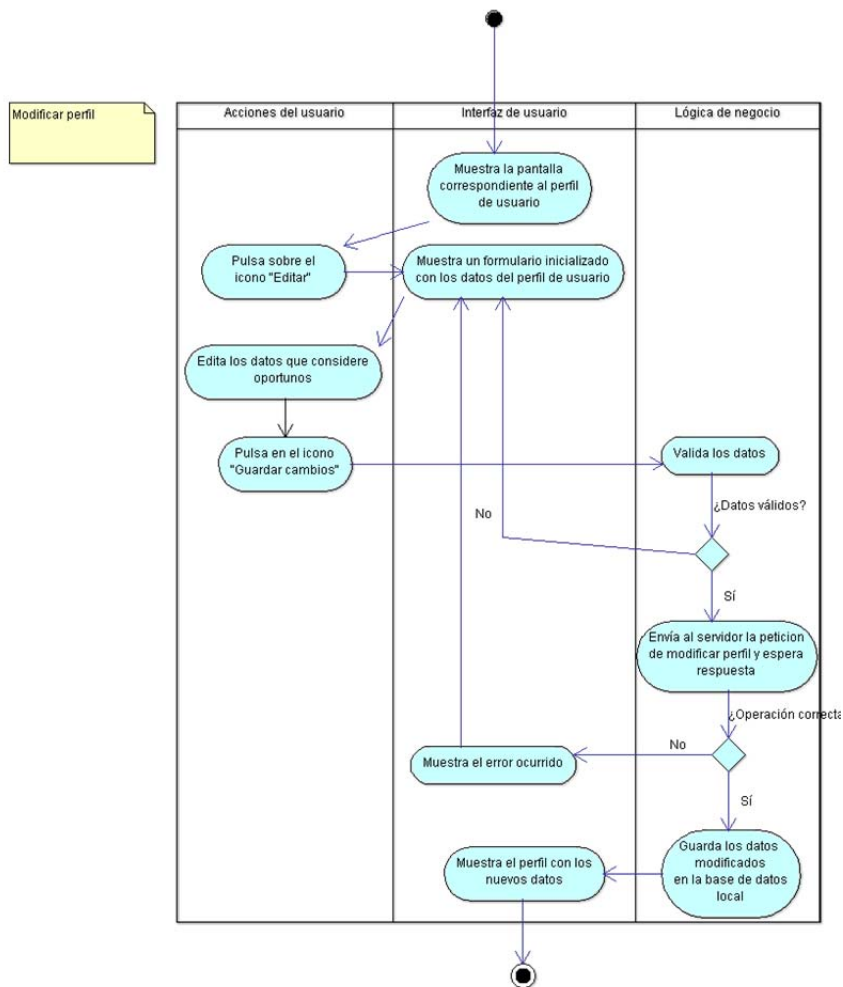 Modificar perfil
Acciones del usuario
Interfaz de usuario
Lógica de negocio
Muestra la pantalla
correspondiente al perfil
de usuario
Pulsa sobre el
icono "Editar"
Muestra un formulario inicializado
con los datos del perfil de usuario
Edita los datos que considere
oportunos
Pulsa en el icono
"Guardar cambios"
Valida los datos
¿Datos válidos?
No
Sí
Envía al servidor la peticion
de modificar perfil y espera
respuesta
¿Operación correcta
No
Muestra el error ocurrido
Sí
Guarda los datos
modificados
en la base de datos
local
Muestra el perfil con los
nuevos datos